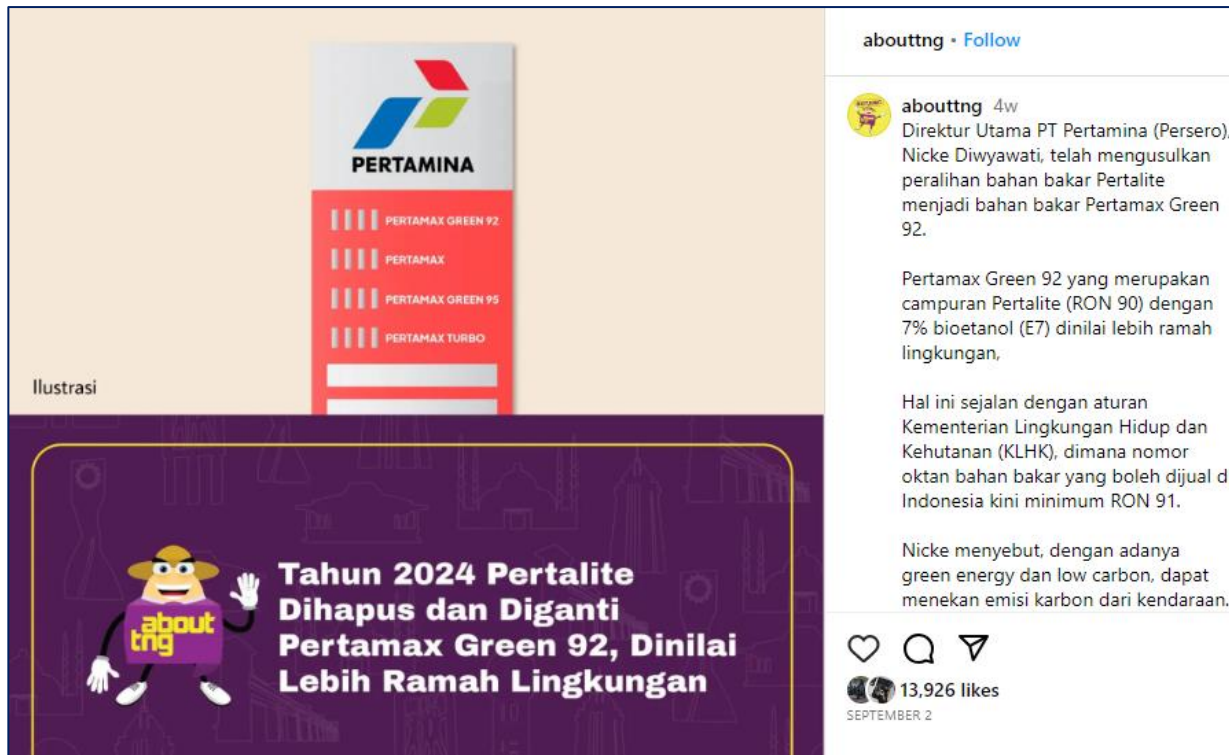 PERTAMINA
PERTAMAX GREEN 92
PERTAMAX
PERTAMAX GREEN 95
PERTAMAX TURBO
Ilustrasi
about
tng
Tahun 2024 Pertalite
Dihapus dan Diganti
Pertamax Green 92, Dinilai
Lebih Ramah Lingkungan
abouttng • Follow
abouttng 4w
Direktur Utama PT Pertamina (Persero),
Nicke Diwyawati, telah mengusulkan
peralihan bahan bakar Pertalite
menjadi bahan bakar Pertamax Green
92.
Pertamax Green 92 yang merupakan
campuran Pertalite (RON 90) dengan
7% bioetanol (E7) dinilai lebih ramah
lingkungan,
Hal ini sejalan dengan aturan
Kementerian Lingkungan Hidup dan
Kehutanan (KLHK), dimana nomor
oktan bahan bakar yang boleh dijual d
Indonesia kini minimum RON 91.
Nicke menyebut, dengan adanya
green energy dan low carbon, dapat
menekan emisi karbon dari kendaraan.
13,926 likes
SEPTEMBER 2